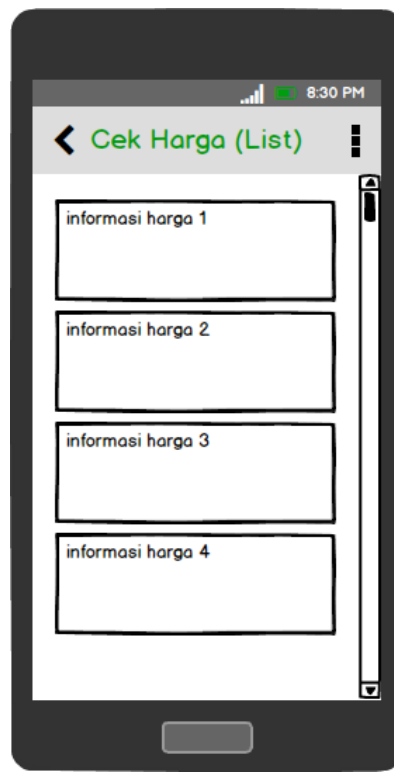 8:30 PM
Cek Harga (List)
informasi harga 1
informasi harga 2
informasi harga 3
informasi harga 4